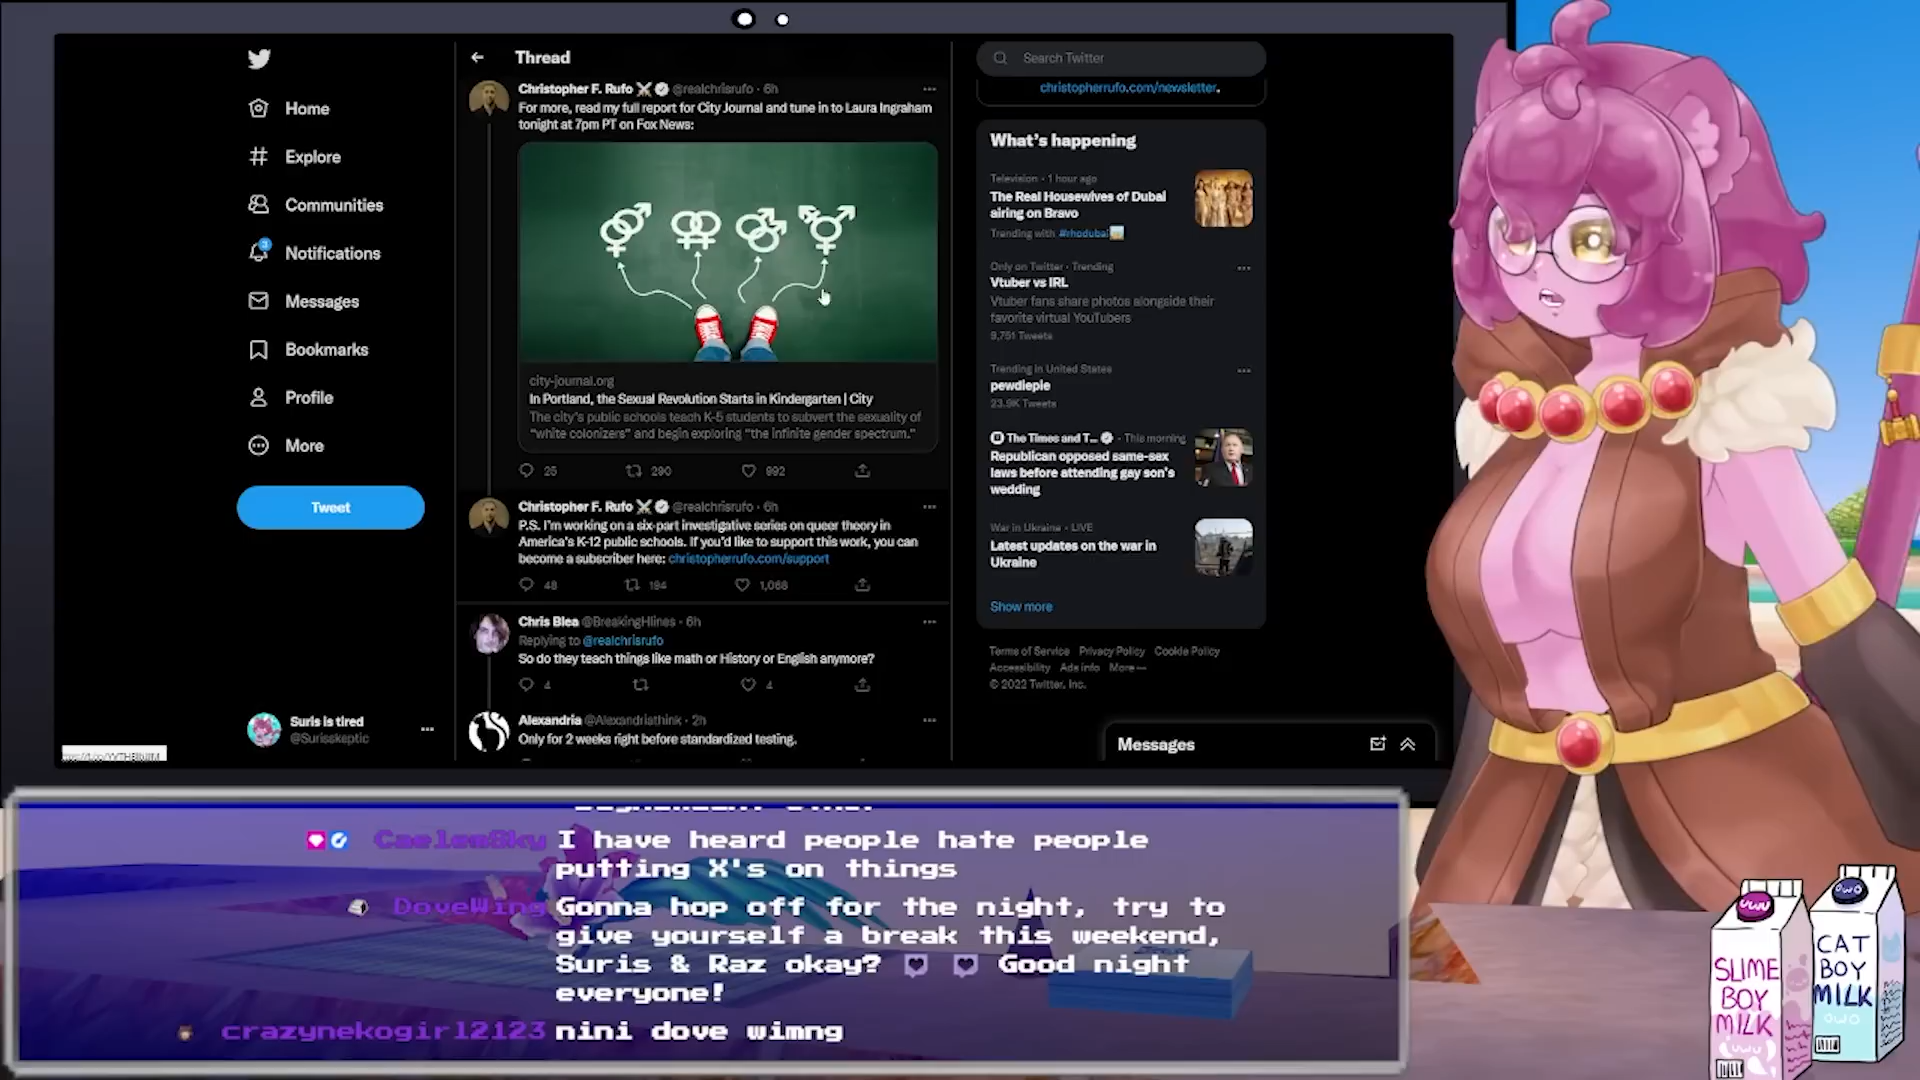 Home
Explore
Communities
3
Notifications
Messages
Bookmarks
Profile
More
Tweet
Suris is tired
@Surisskeptic
Thread
Christopher F. Rufo @realchrisrufo · 6h
For more, read my full report for City Journal and tune in to Laura Ingraham
tonight at 7pm PT on Fox News:
city-journal.org
In Portland, the Sexual Revolution Starts in Kindergarten | City
The city's public schools teach K-5 students to subvert the sexuality of
"white colonizers" and begin exploring "the infinite gender spectrum."
25 290 992
Christopher F. Rufo @realchrisrufo · 6h
P.S. I'm working on a six-part investigative series on queer theory in
America's K-12 public schools. If you'd like to support this work, you can
become a subscriber here: christopherrufo.com/support
48 194 1,068
Chris Blea @BreakingHlines · 6h
Replying to @realchrisrufo
So do they teach things like math or History or English anymore?
4 4
Alexandria @Alexandriathink · 2h
Only for 2 weeks right before standardized testing.
Search Twitter
christopherrufo.com/newsletter.
What's happening
Television · 1 hour ago
The Real Housewives of Dubai
airing on Bravo
Trending with #rhodubai
Only on Twitter · Trending
Vtuber vs IRL
Vtuber fans share photos alongside their
favorite virtual YouTubers
9,751 Tweets
Trending in United States
pewdiepie
23.9K Tweets
The Times and T... · This morning
Republican opposed same-sex
laws before attending gay son's
wedding
War in Ukraine · LIVE
Latest updates on the war in
Ukraine
Show more
Terms of Service Privacy Policy Cookie Policy
Accessibility Ads info More
© 2022 Twitter, Inc.
Messages
CaelemSky I have heard people hate people
putting X's on things
DoveWing Gonna hop off for the night, try to
give yourself a break this weekend,
Suris & Raz okay? Good night
everyone!
crazynekogirl2123 nini dove wimng
UWU
SLIME
BOY
MILK
UWU
OWO
CAT
BOY
MILK
OWO